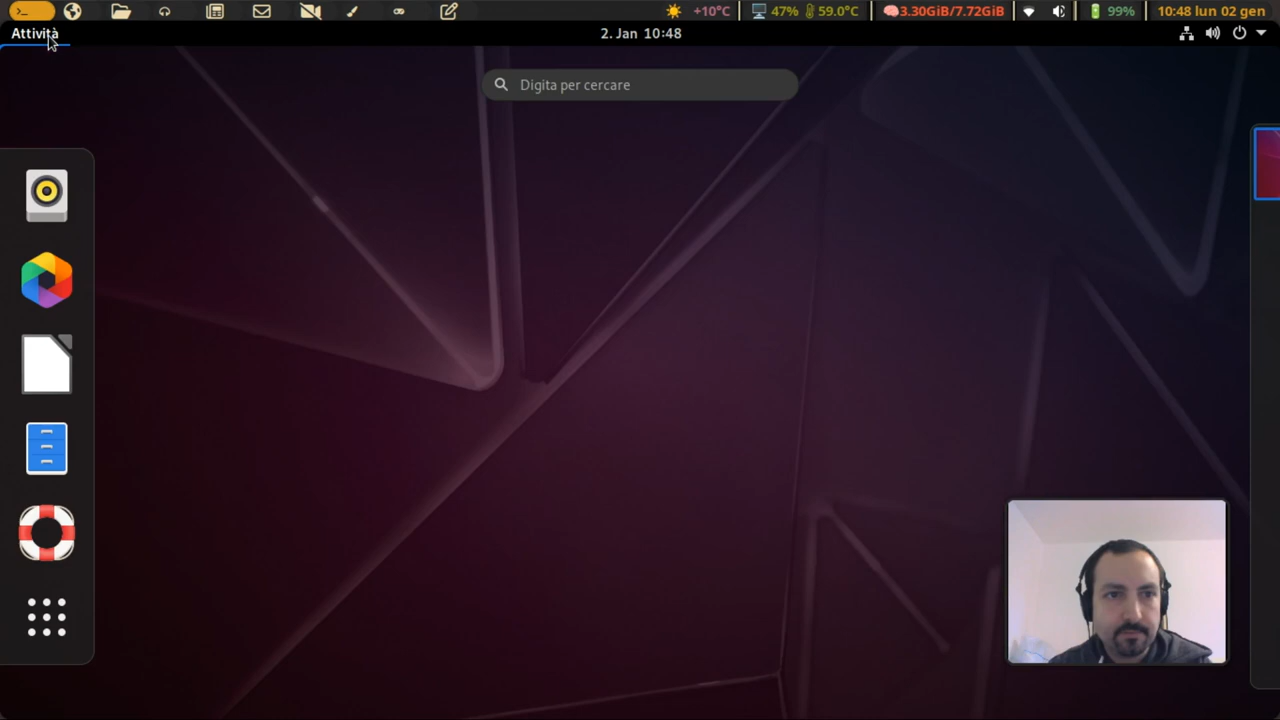 >_ +10°C 47% 59.0°C 3.30GiB/7.72GiB 99% 10:48 lun 02 gen
Attività 2. Jan 10:48
Digita per cercare